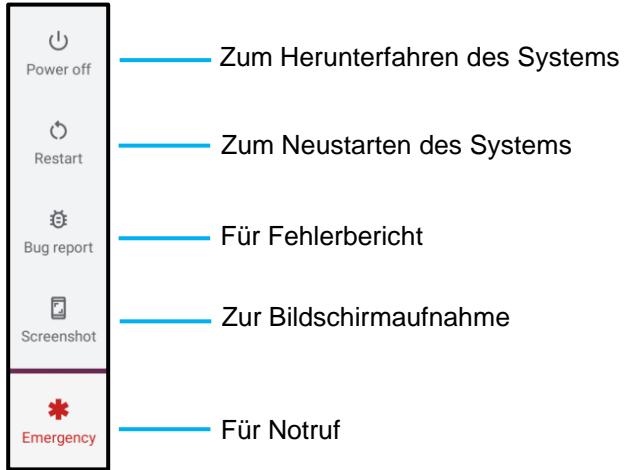 Power off
Zum Herunterfahren des Systems
Restart
Zum Neustarten des Systems
Bug report
Für Fehlerbericht
Screenshot
Zur Bildschirmaufnahme
Emergency
Für Notruf